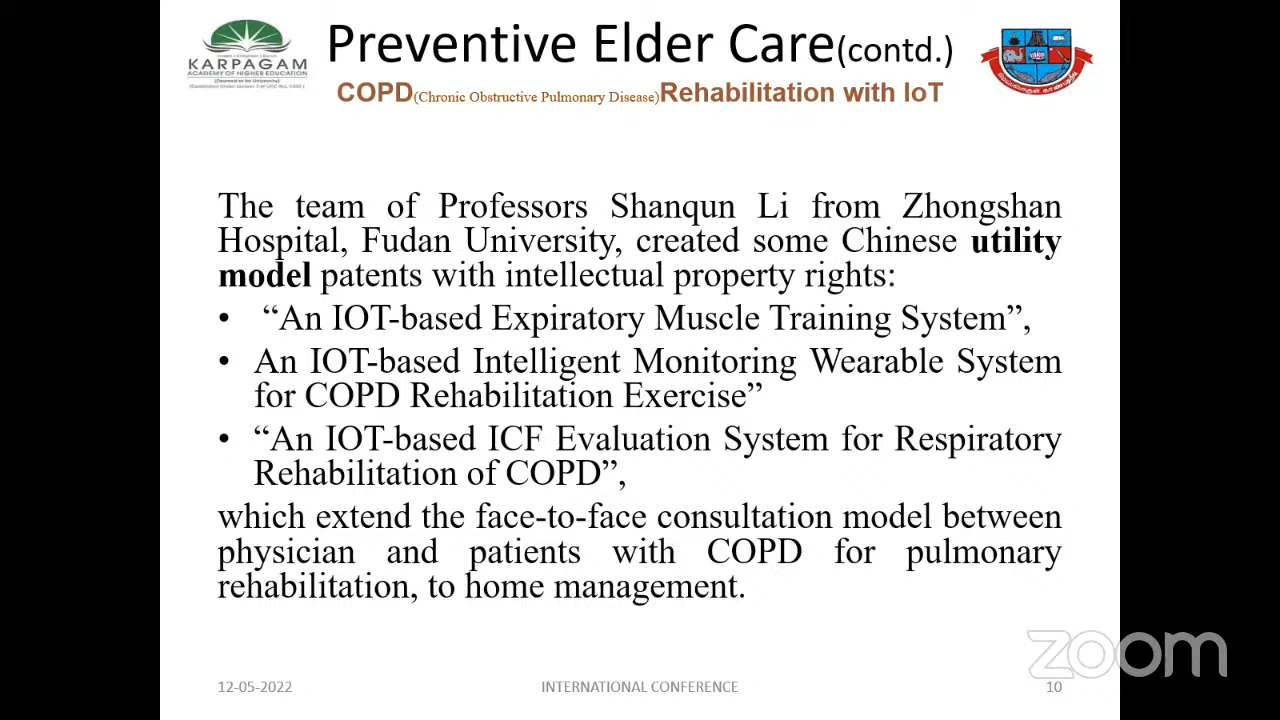 Preventive Elder Care(contd.)
KARPAGAM
ACADEMY OF HIGHER EDUCATION
(Deemed to be University)
COPD(Chronic Obstructive Pulmonary Disease)Rehabilitation with IoT
The team of Professors Shanqun Li from Zhongshan
Hospital, Fudan University, created some Chinese utility
model patents with intellectual property rights:
• “An IOT-based Expiratory Muscle Training System”,
• An IOT-based Intelligent Monitoring Wearable System
for COPD Rehabilitation Exercise”
• “An IOT-based ICF Evaluation System for Respiratory
Rehabilitation of COPD”,
which extend the face-to-face consultation model between
physician and patients with COPD for pulmonary
rehabilitation, to home management.
zoom
12-05-2022
INTERNATIONAL CONFERENCE
10